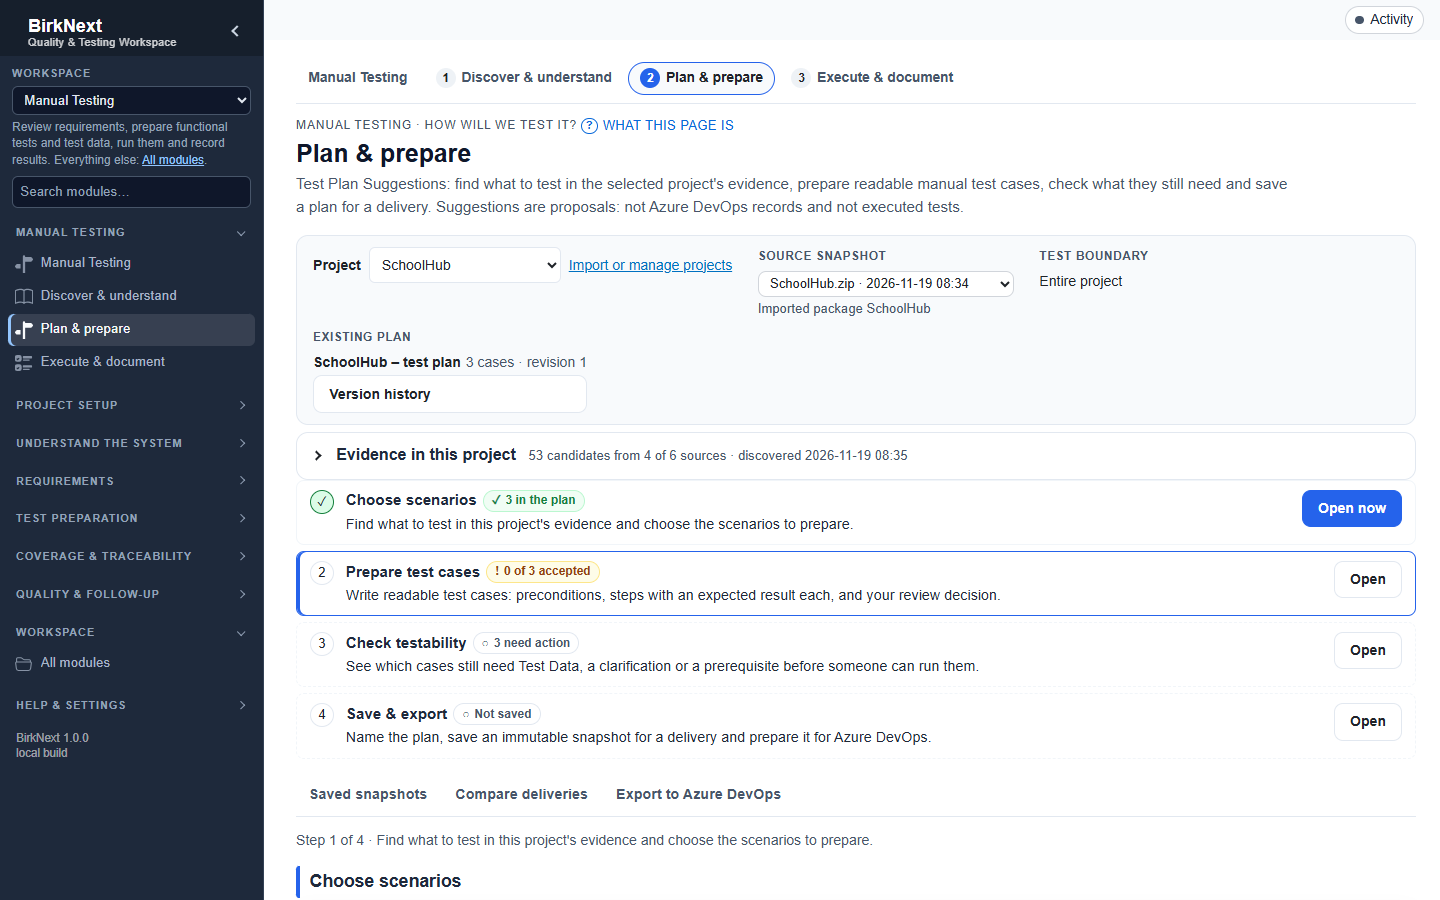 BirkNext
Quality & Testing Workspace
WORKSPACE
Manual Testing
Review requirements, prepare functional
tests and test data, run them and record
results. Everything else: All modules.
Search modules...
MANUAL TESTING
Manual Testing
Discover & understand
Plan & prepare
Execute & document
PROJECT SETUP
UNDERSTAND THE SYSTEM
REQUIREMENTS
TEST PREPARATION
COVERAGE & TRACEABILITY
QUALITY & FOLLOW-UP
WORKSPACE
All modules
HELP & SETTINGS
BirkNext 1.0.0
local build
Activity
Manual Testing
1 Discover & understand
2 Plan & prepare
3 Execute & document
MANUAL TESTING · HOW WILL WE TEST IT? ? WHAT THIS PAGE IS
Plan & prepare
Test Plan Suggestions: find what to test in the selected project's evidence, prepare readable manual test cases, check what they still need and save
a plan for a delivery. Suggestions are proposals: not Azure DevOps records and not executed tests.
Project SchoolHub Import or manage projects
SOURCE SNAPSHOT
SchoolHub.zip · 2026-11-19 08:34
Imported package SchoolHub
TEST BOUNDARY
Entire project
EXISTING PLAN
SchoolHub – test plan 3 cases · revision 1
Version history
Evidence in this project 53 candidates from 4 of 6 sources · discovered 2026-11-19 08:35
✓ Choose scenarios ✓ 3 in the plan
Find what to test in this project's evidence and choose the scenarios to prepare.
Open now
2 Prepare test cases ! 0 of 3 accepted
Write readable test cases: preconditions, steps with an expected result each, and your review decision.
Open
3 Check testability ○ 3 need action
See which cases still need Test Data, a clarification or a prerequisite before someone can run them.
Open
4 Save & export ○ Not saved
Name the plan, save an immutable snapshot for a delivery and prepare it for Azure DevOps.
Open
Saved snapshots
Compare deliveries
Export to Azure DevOps
Step 1 of 4 · Find what to test in this project's evidence and choose the scenarios to prepare.
Choose scenarios